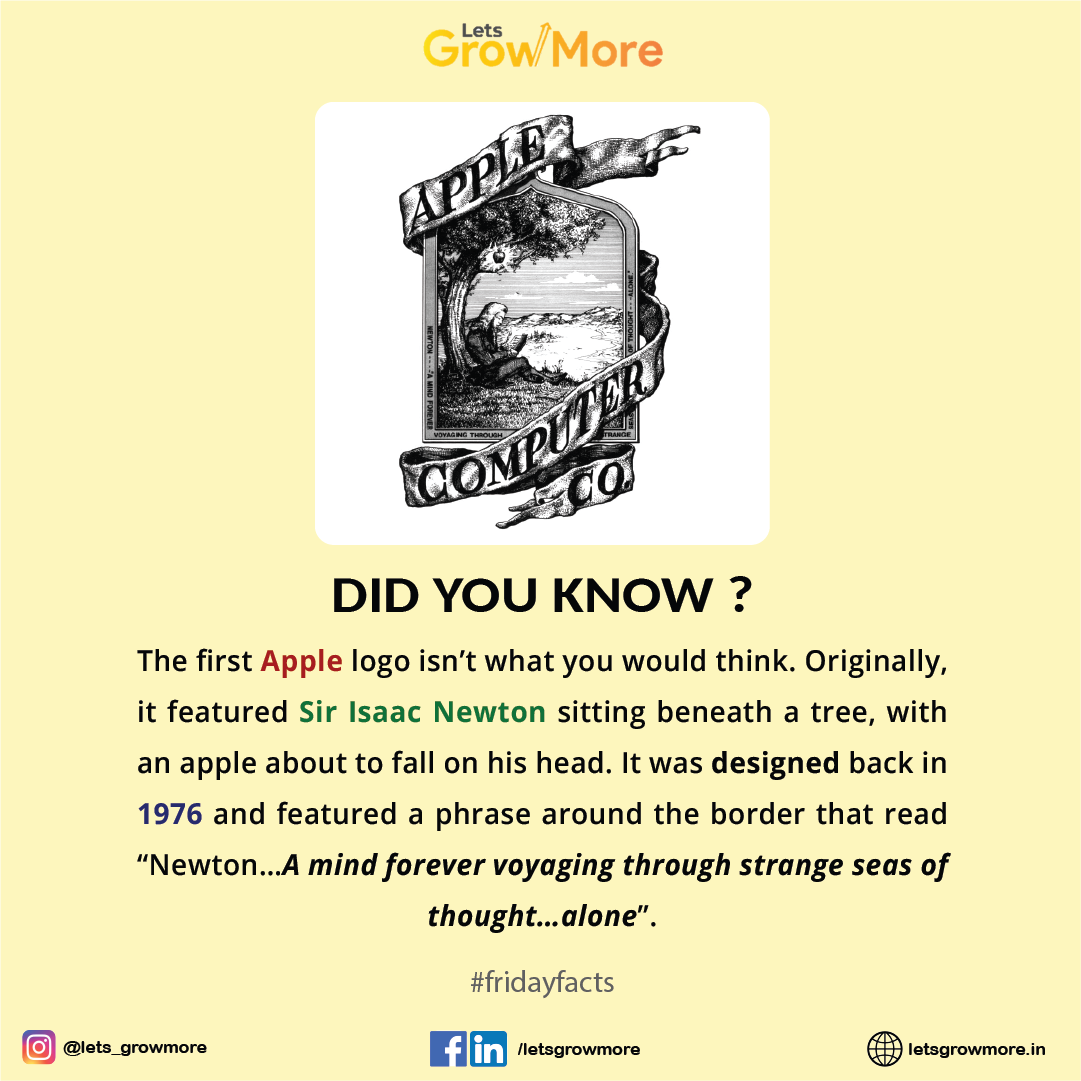 Lets
GrowMore
APPLE
NEWTON - - - "A MIND FOREVER
VOYAGING THROUGH
STRANGE
OF THOUGHT - - - ALONE."
COMPUTER
CO.
DID YOU KNOW ?
The first Apple logo isn’t what you would think. Originally,
it featured Sir Isaac Newton sitting beneath a tree, with
an apple about to fall on his head. It was designed back in
1976 and featured a phrase around the border that read
“Newton...A mind forever voyaging through strange seas of
thought...alone”.
#fridayfacts
@lets_growmore
/letsgrowmore
letsgrowmore.in